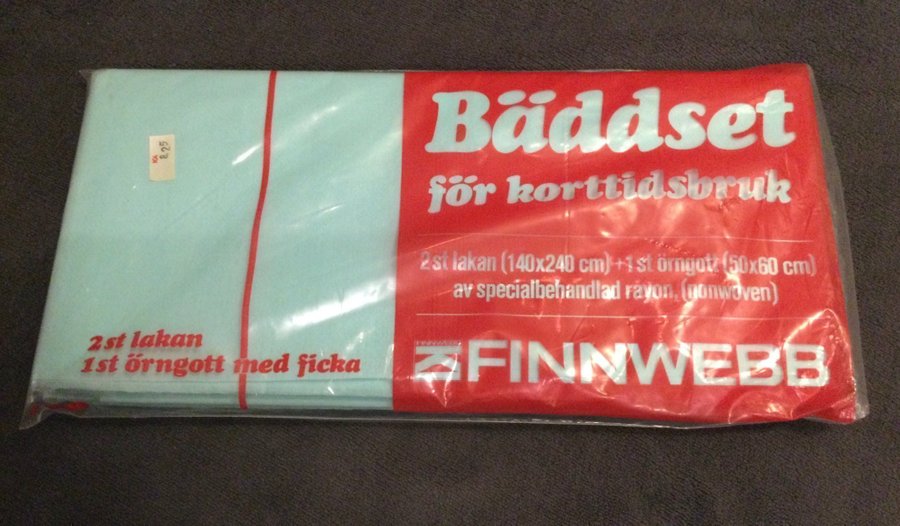 Bäddset
för korttidsbruk
2 st lakan (140x240 cm)+1 st örngott (50x60 cm)
av specialbehandlad rayon, (nonwoven)
FINNWEBB
2 st lakan
1 st örngott med ficka
8,25